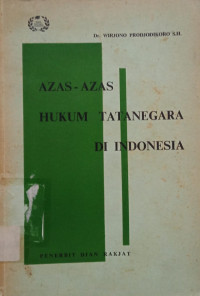 Dr. WIRJONO PRODJODIKORO S.H.
AZAS-AZAS
HUKUM TATANEGARA
DI INDONESIA
PENERBIT DIAN RAKJAT